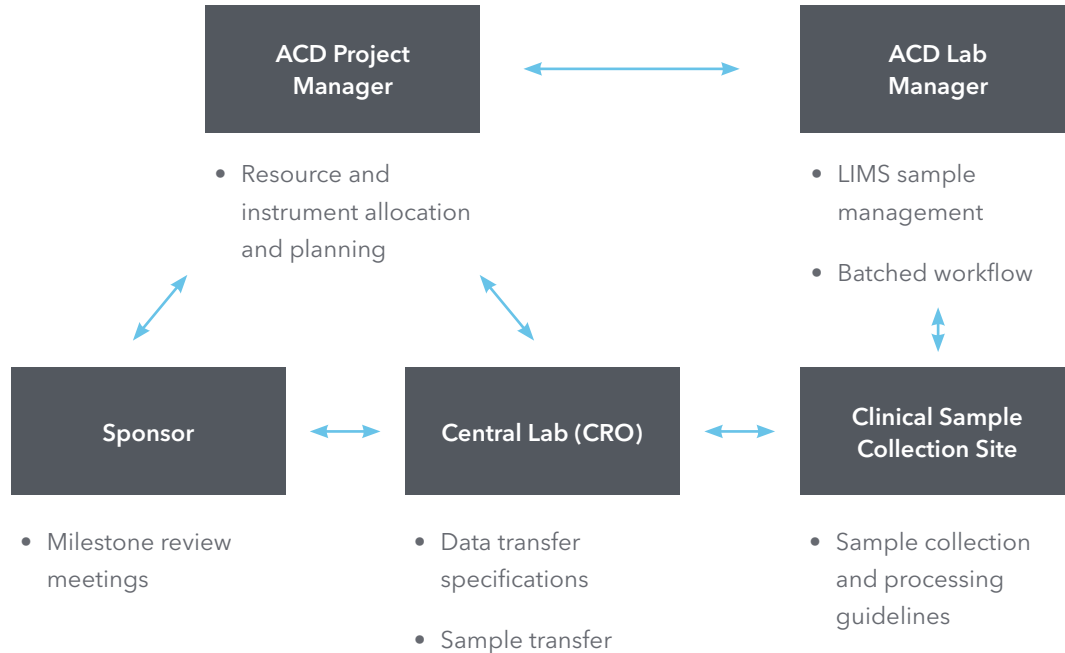 ACD Project
Manager
ACD Lab
Manager
• Resource and
instrument allocation
and planning
• LIMS sample
management
• Batched workflow
Sponsor
Central Lab (CRO)
Clinical Sample
Collection Site
• Milestone review
meetings
• Data transfer
specifications
• Sample transfer
• Sample collection
and processing
guidelines